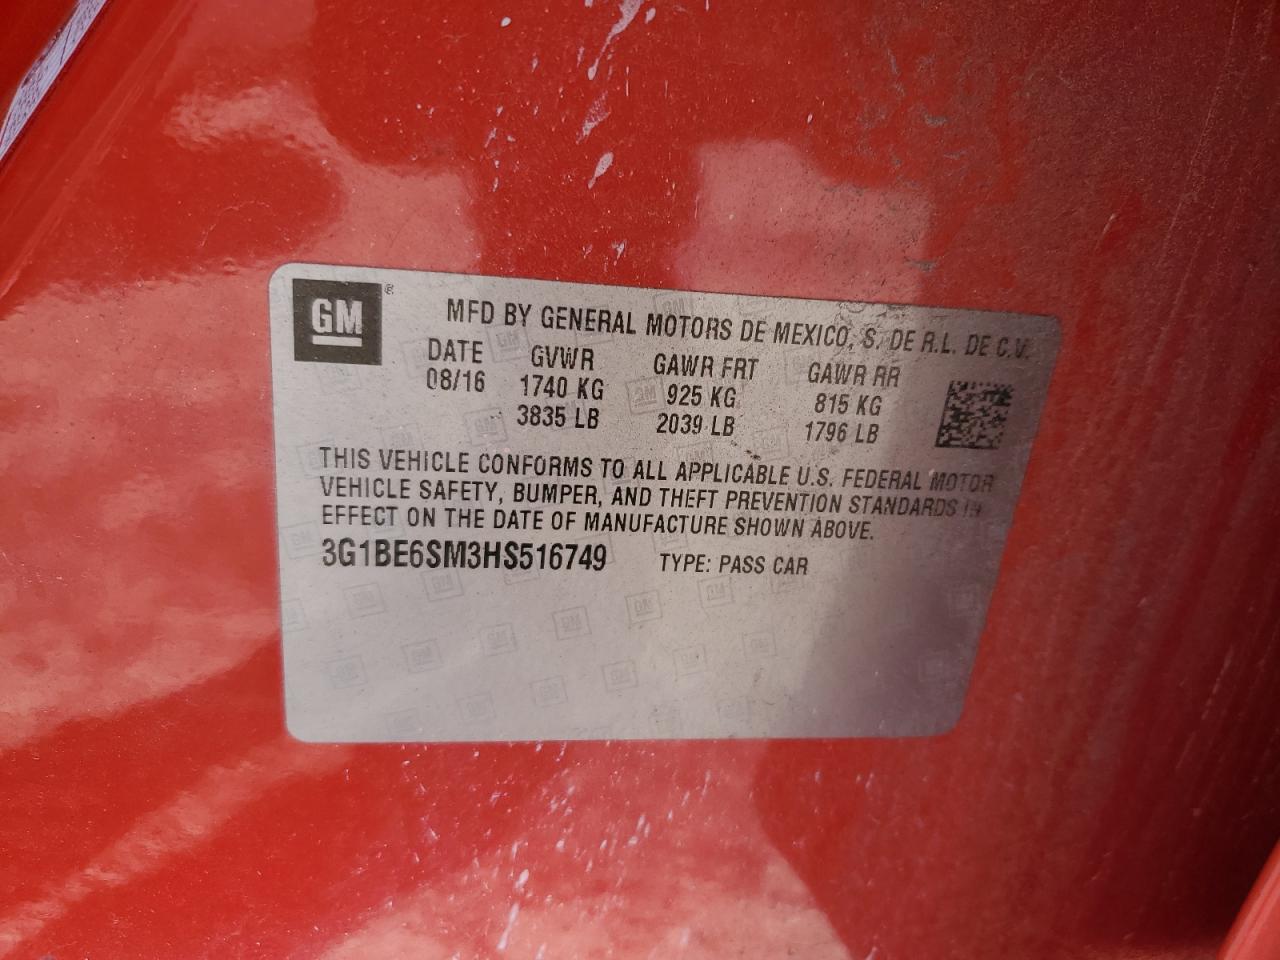 GM®
MFD BY GENERAL MOTORS DE MEXICO, S. DE R.L. DE C.V.
DATE GVWR GAWR FRT GAWR RR
08/16 1740 KG 925 KG 815 KG
3835 LB 2039 LB 1796 LB
THIS VEHICLE CONFORMS TO ALL APPLICABLE U.S. FEDERAL MOTOR
VEHICLE SAFETY, BUMPER, AND THEFT PREVENTION STANDARDS IN
EFFECT ON THE DATE OF MANUFACTURE SHOWN ABOVE.
3G1BE6SM3HS516749 TYPE: PASS CAR